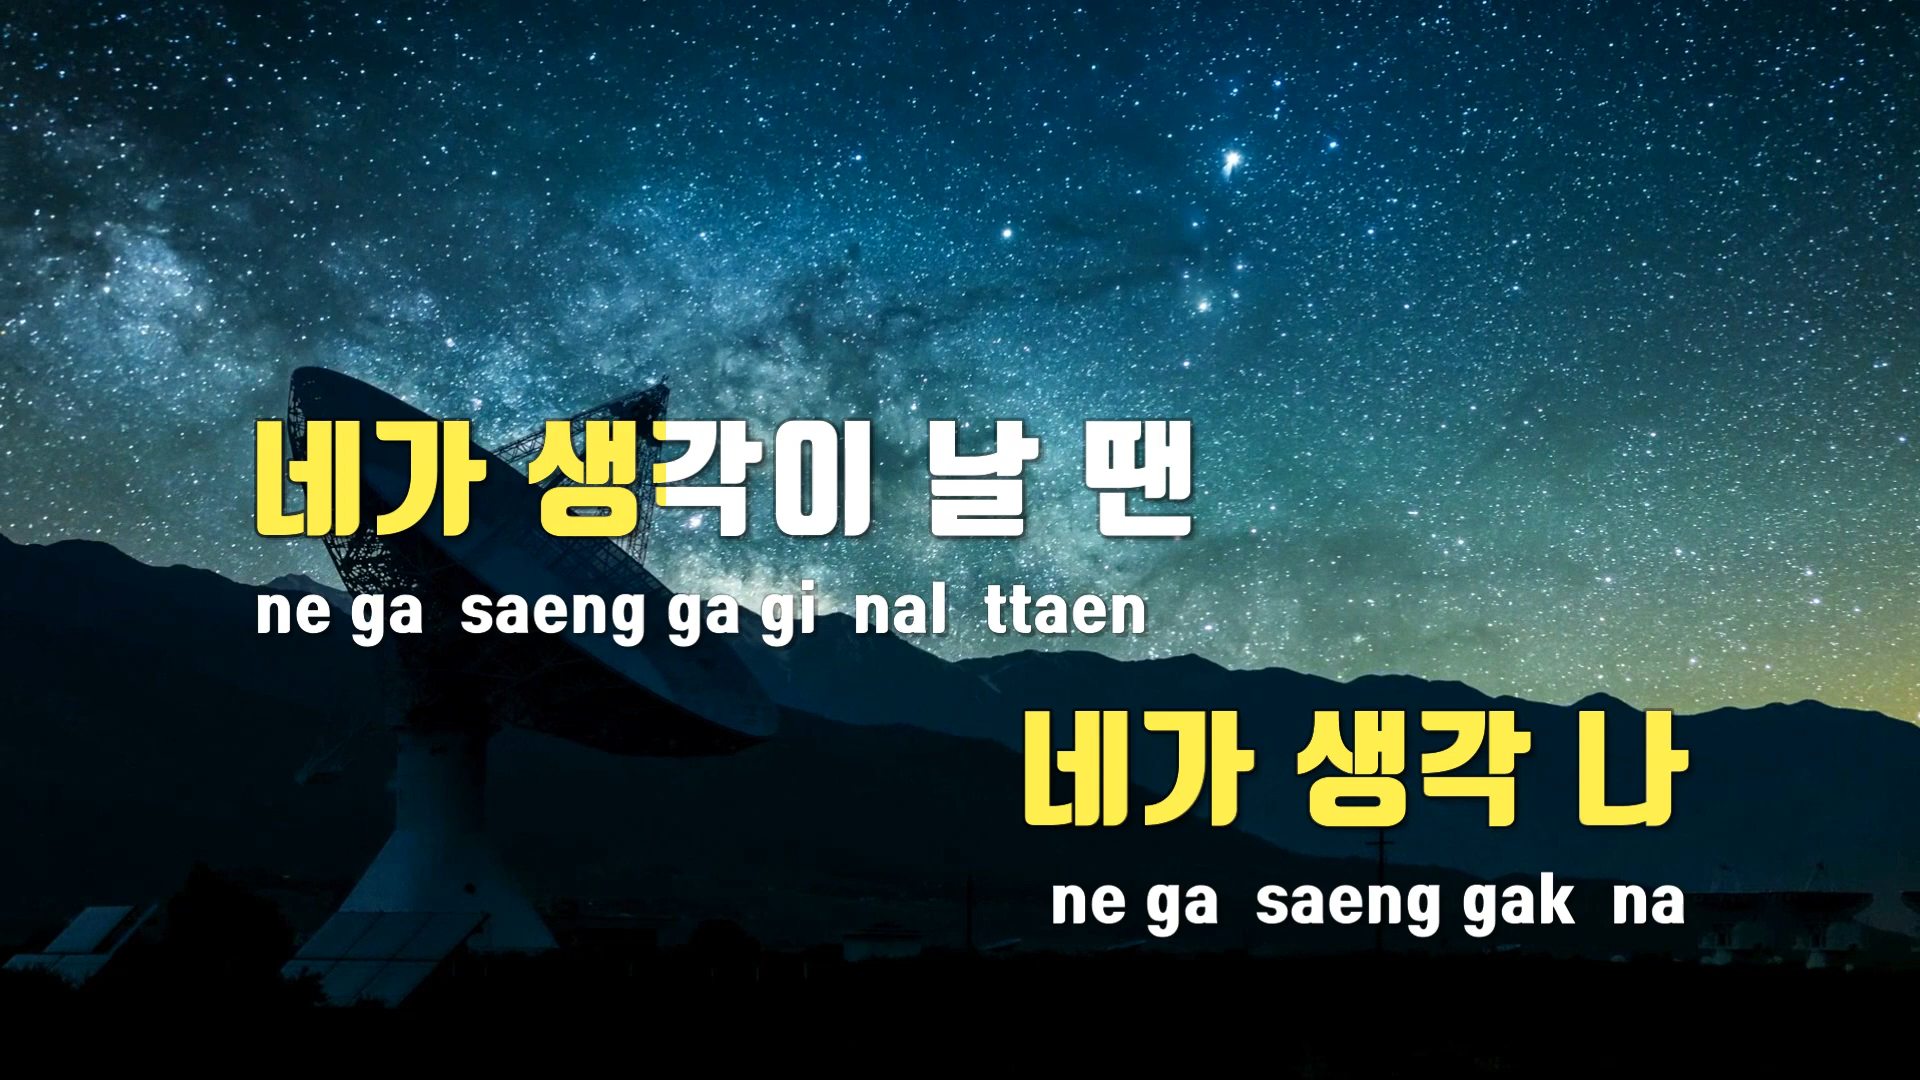 네가 생각이 날 땐
ne ga saeng ga gi nal ttaen
네가 생각 나
ne ga saeng gak na